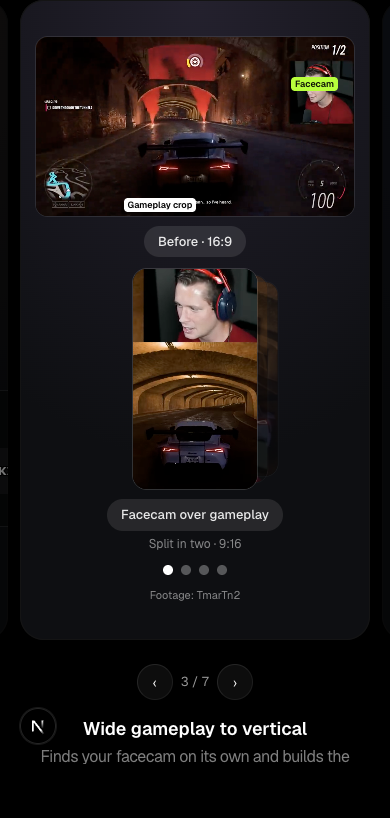 POSITION 1/2
Facecam
5
100
Gameplay crop
Before · 16:9
Facecam over gameplay
Split in two · 9:16
Footage: TmarTn2
‹ 3 / 7 ›
N
Wide gameplay to vertical
Finds your facecam on its own and builds the